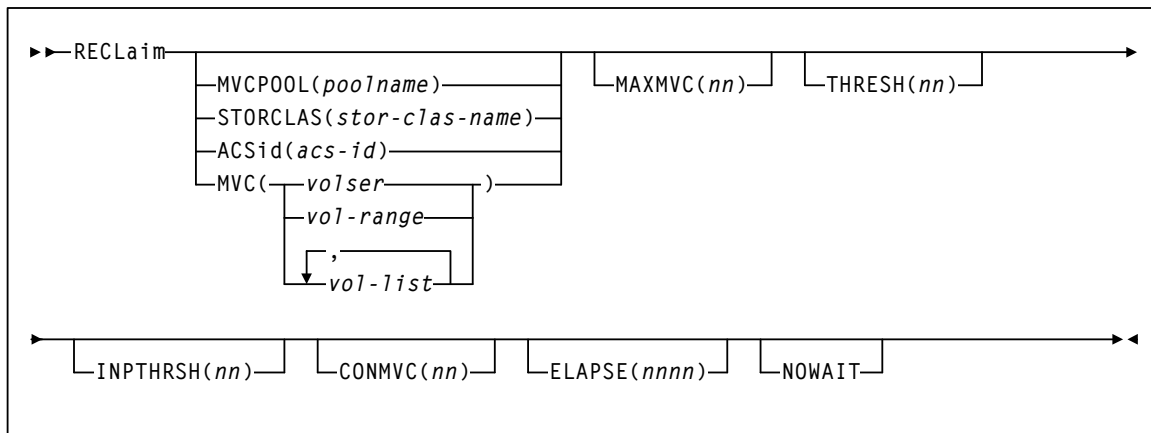 RECLaim
MVCPOOL(poolname) MAXMVC(nn) THRESH(nn)
STORCLAS(stor-clas-name)
ACSid(acs-id)
MVC( volser )
vol-range
,
vol-list
INPTHRSH(nn) CONMVC(nn) ELAPSE(nnnn) NOWAIT